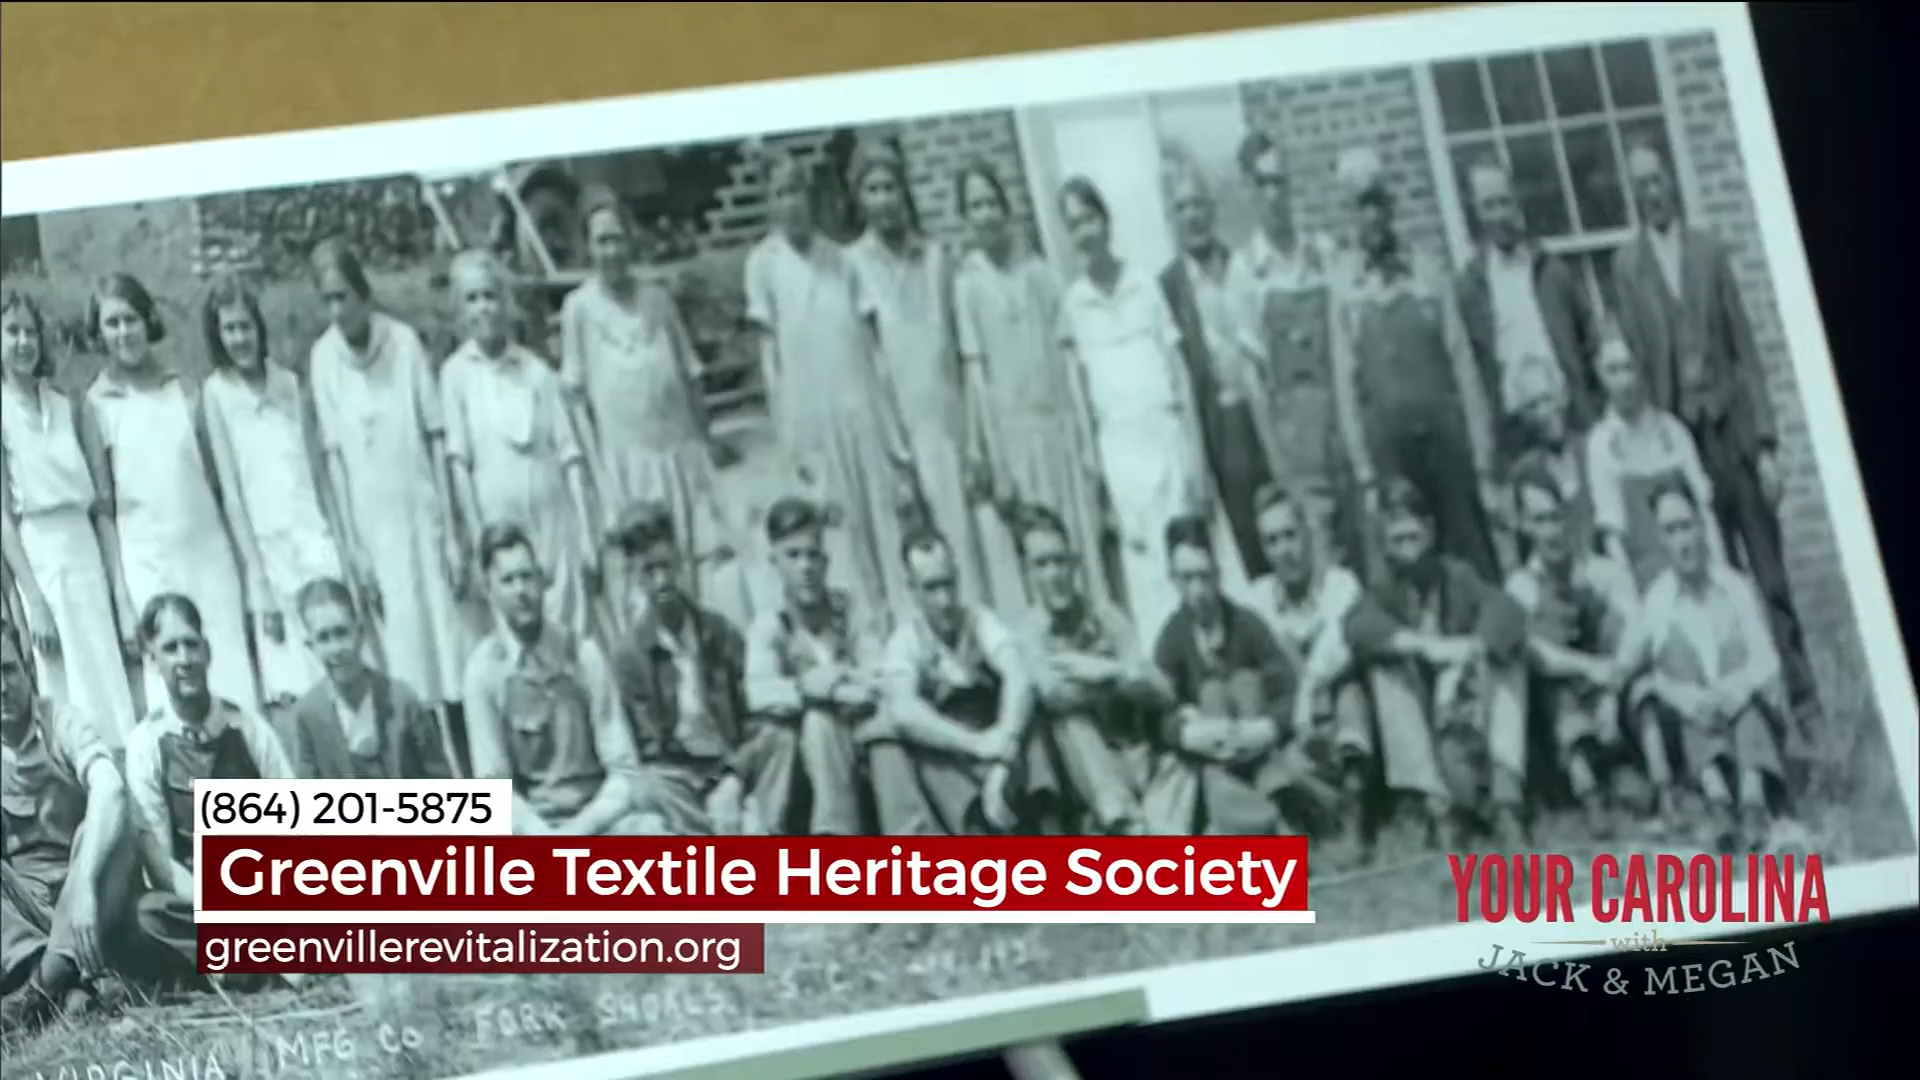 (864) 201-5875
Greenville Textile Heritage Society
greenvillerevitalization.org
YOUR CAROLINA
with
JACK & MEGAN
VIRGINIA MFG CO FORK SHOALS, S.C.